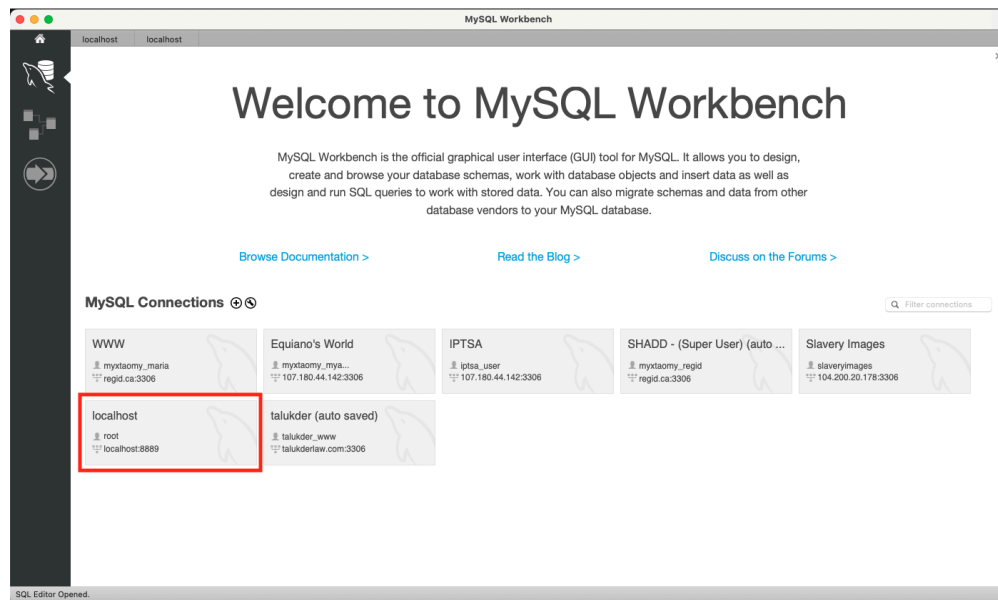 MySQL Workbench
localhost
localhost
Welcome to MySQL Workbench
MySQL Workbench is the official graphical user interface (GUI) tool for MySQL. It allows you to design,
create and browse your database schemas, work with database objects and insert data as well as
design and run SQL queries to work with stored data. You can also migrate schemas and data from other
database vendors to your MySQL database.
Browse Documentation >
Read the Blog >
Discuss on the Forums >
MySQL Connections
Filter connections
WWW
myxtaomy_maria
regid.ca:3306
Equiano's World
myxtaomy_mya...
107.180.44.142:3306
IPTSA
iptsa_user
107.180.44.142:3306
SHADD - (Super User) (auto ...
myxtaomy_regid
regid.ca:3306
Slavery Images
slaveryimages
104.200.20.178:3306
localhost
root
localhost:8889
talukder (auto saved)
talukder_www
talukderlaw.com:3306
SQL Editor Opened.